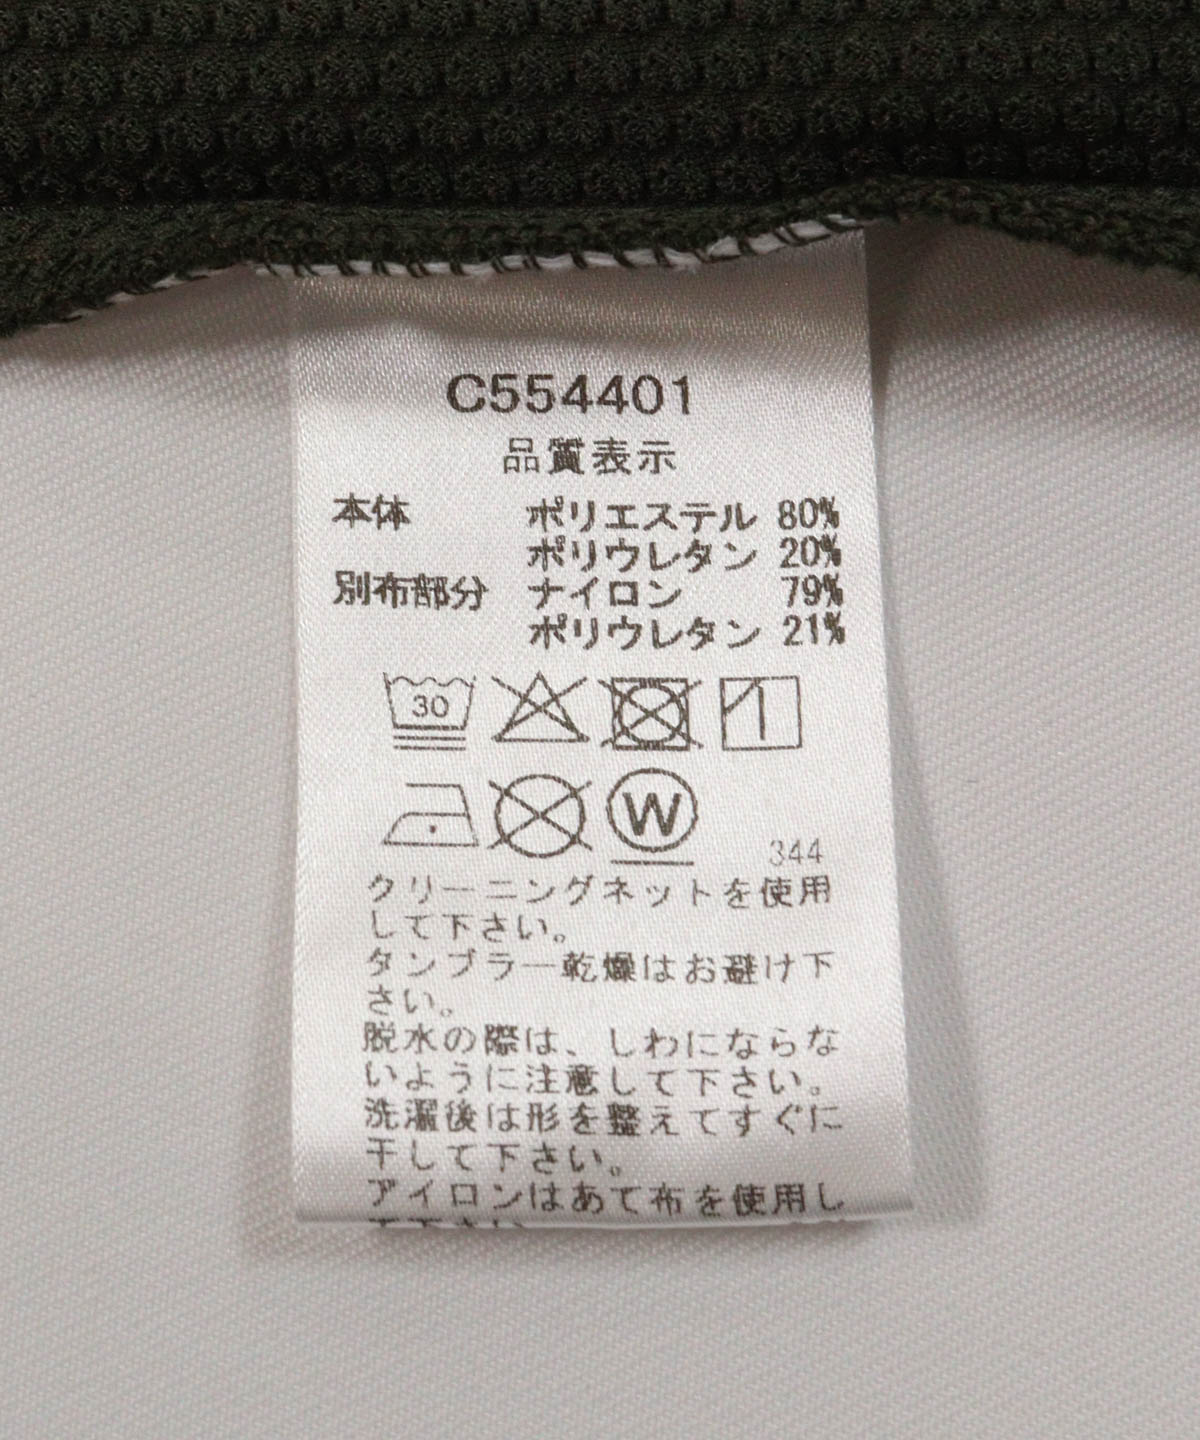 C554401
品質表示
本体 ポリエステル 80%
ポリウレタン 20%
別布部分 ナイロン 79%
ポリウレタン 21%
30
W
344
クリーニングネットを使用
して下さい。
タンブラー乾燥はお避け下
さい。
脱水の際は、しわにならな
いように注意して下さい。
洗濯後は形を整えてすぐに
干して下さい。
アイロンはあて布を使用し